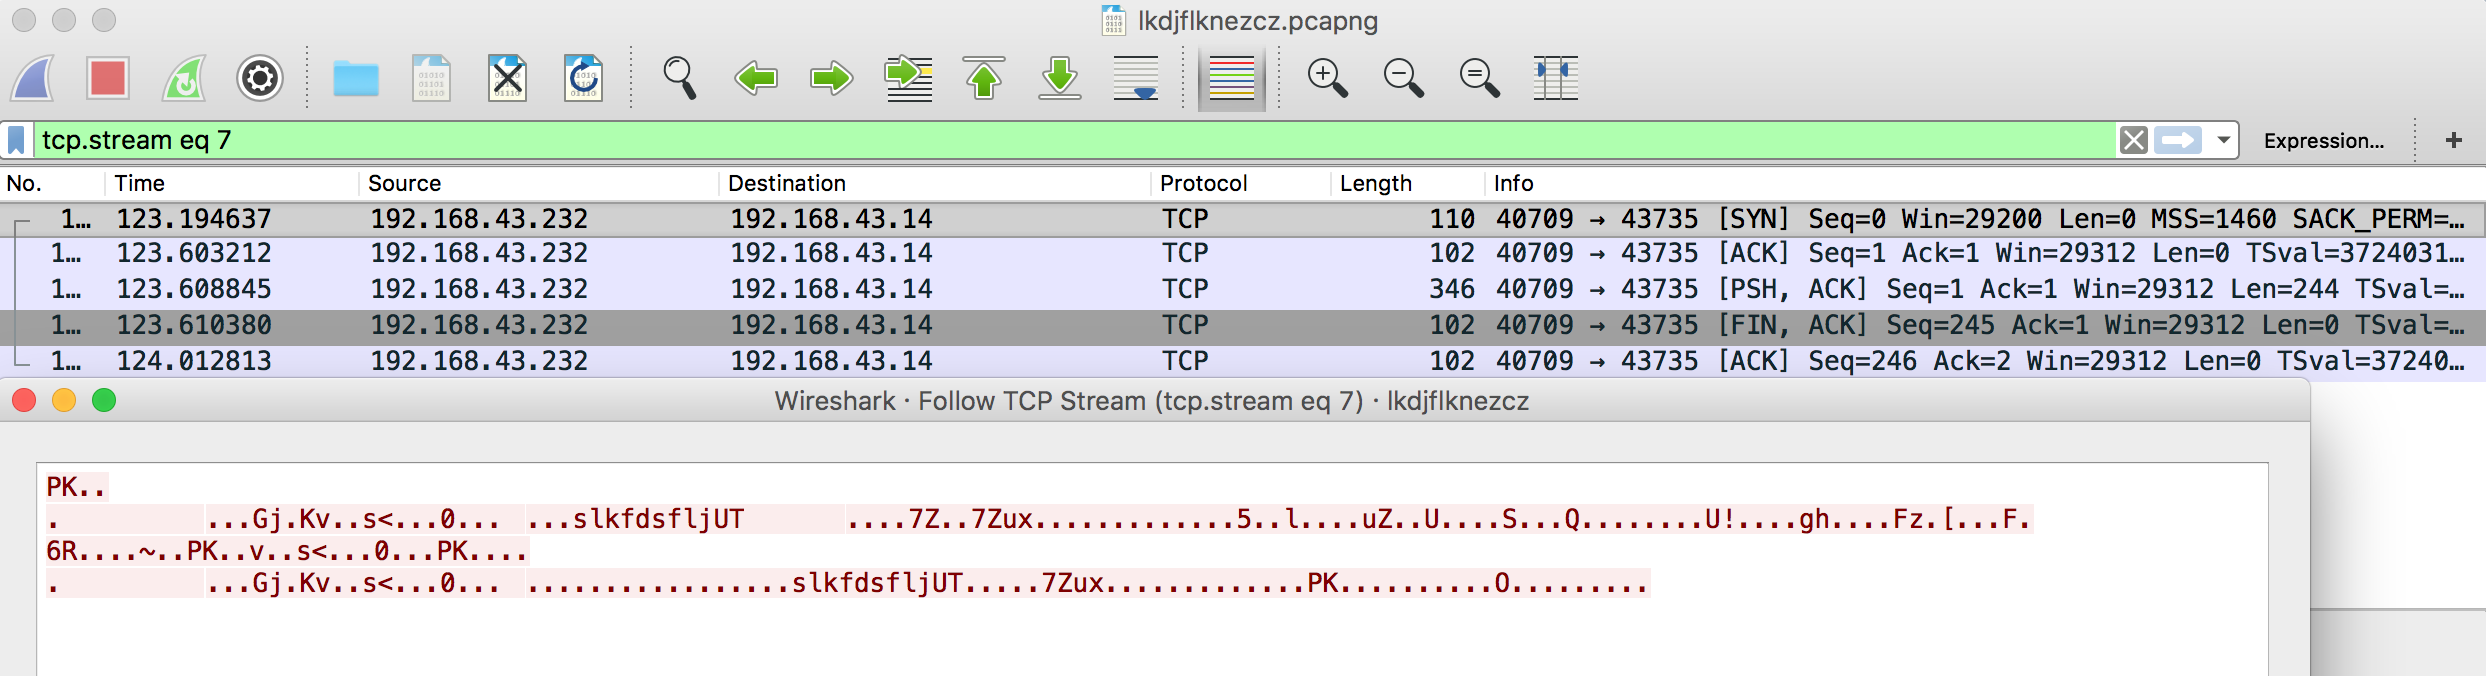 lkdjflknezcz.pcapng
tcp.stream eq 7
Expression... +
No. Time Source Destination Protocol Length Info
1... 123.194637 192.168.43.232 192.168.43.14 TCP 110 40709 → 43735 [SYN] Seq=0 Win=29200 Len=0 MSS=1460 SACK_PERM=...
1... 123.603212 192.168.43.232 192.168.43.14 TCP 102 40709 → 43735 [ACK] Seq=1 Ack=1 Win=29312 Len=0 TSval=3724031...
1... 123.608845 192.168.43.232 192.168.43.14 TCP 346 40709 → 43735 [PSH, ACK] Seq=1 Ack=1 Win=29312 Len=244 TSval=...
1... 123.610380 192.168.43.232 192.168.43.14 TCP 102 40709 → 43735 [FIN, ACK] Seq=245 Ack=1 Win=29312 Len=0 TSval=...
1... 124.012813 192.168.43.232 192.168.43.14 TCP 102 40709 → 43735 [ACK] Seq=246 Ack=2 Win=29312 Len=0 TSval=37240...
Wireshark · Follow TCP Stream (tcp.stream eq 7) · lkdjflknezcz
PK..
. ...Gj.Kv..s<...0... ...slkfdsfljUT ....7Z..7Zux.............5..l....uZ..U....S...Q........U!....gh....Fz.[...F.
6R....~..PK..v..s<...0...PK....
. ...Gj.Kv..s<...0... .................slkfdsfljUT.....7Zux.............PK..........O.........